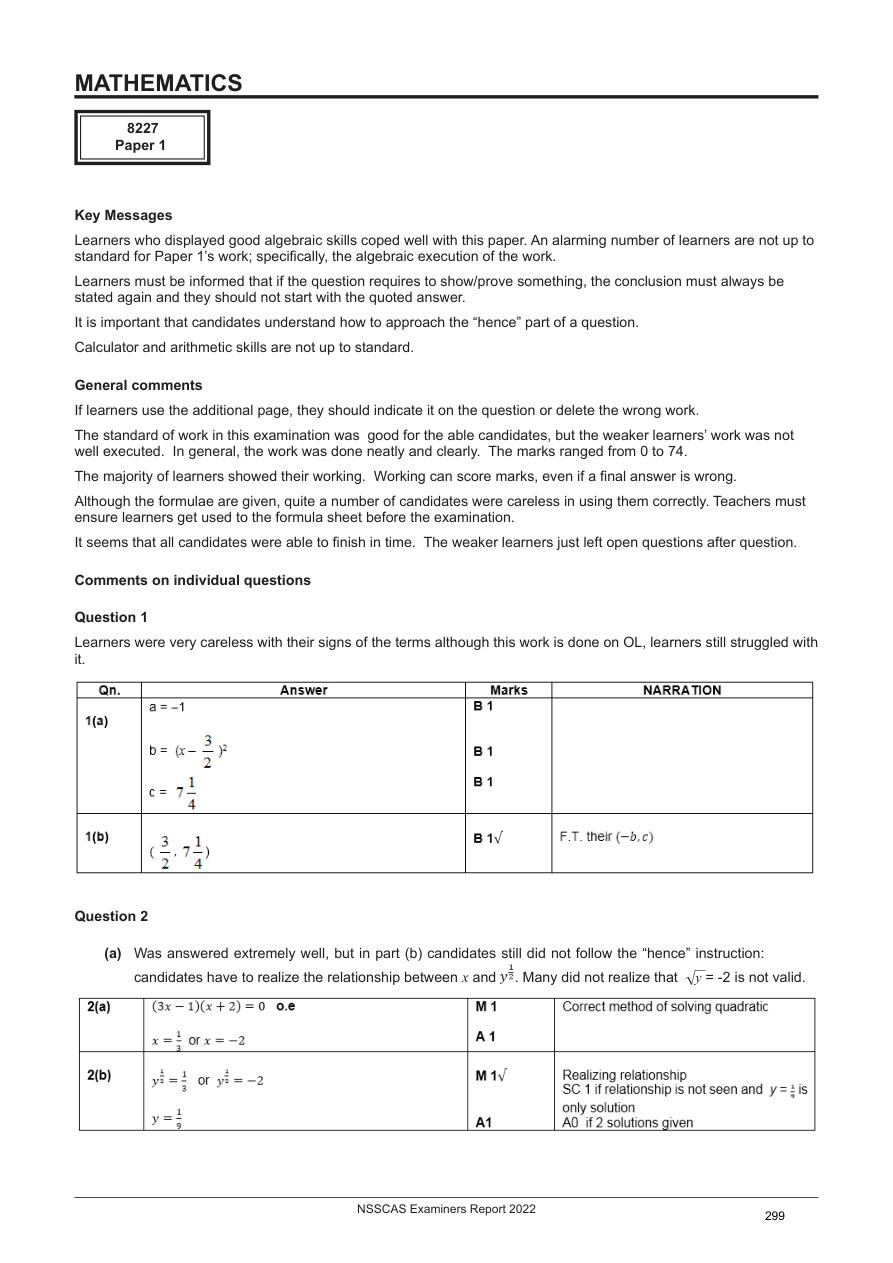 MATHEMATICS
8227
Paper 1
Key Messages
Learners who displayed good algebraic skills coped well with this paper. An alarming number of learners are not up to
standard for Paper 1's work; specifically, the algebraic execution of the work.
Learners must be informed that if the question requires to show/prove something, the conclusion must always be
stated again and they should not start with the quoted answer.
It is important that candidates understand how to approach the “hence” part of a question.
Calculator and arithmetic skills are not up to standard.
General comments
If learners use the additional page, they should indicate it on the question or delete the wrong work.
The standard of work in this examination was good for the able candidates, but the weaker learners' work was not
well executed. In general, the work was done neatly and clearly. The marks ranged from 0 to 74.
The majority of learners showed their working. Working can score marks, even if a final answer is wrong.
Although the formulae are given, quite a number of candidates were careless in using them correctly. Teachers must
ensure learners get used to the formula sheet before the examination.
It seems that all candidates were able to finish in time. The weaker learners just left open questions after question.
Comments on individual questions
Question 1
Learners were very careless with their signs of the terms although this work is done on OL, learners still struggled with
it.
Qn. Answer Marks NARRATION
1(a) a = –1 B 1
b = (x – 3/2)² B 1
c = 7 1/4 B 1
1(b) (3/2, 7 1/4) B 1√ F.T. their (−b, c)
Question 2
(a) Was answered extremely well, but in part (b) candidates still did not follow the “hence” instruction:
candidates have to realize the relationship between x and y^(1/2). Many did not realize that √y = -2 is not valid.
2(a) (3x − 1)(x + 2) = 0 o.e M 1 Correct method of solving quadratic
x = 1/3 or x = −2 A 1
2(b) y^(1/2) = 1/3 or y^(1/2) = −2 M 1√ Realizing relationship
SC 1 if relationship is not seen and y = 1/9 is
only solution
y = 1/9 A1 A0 if 2 solutions given
NSSCAS Examiners Report 2022
299